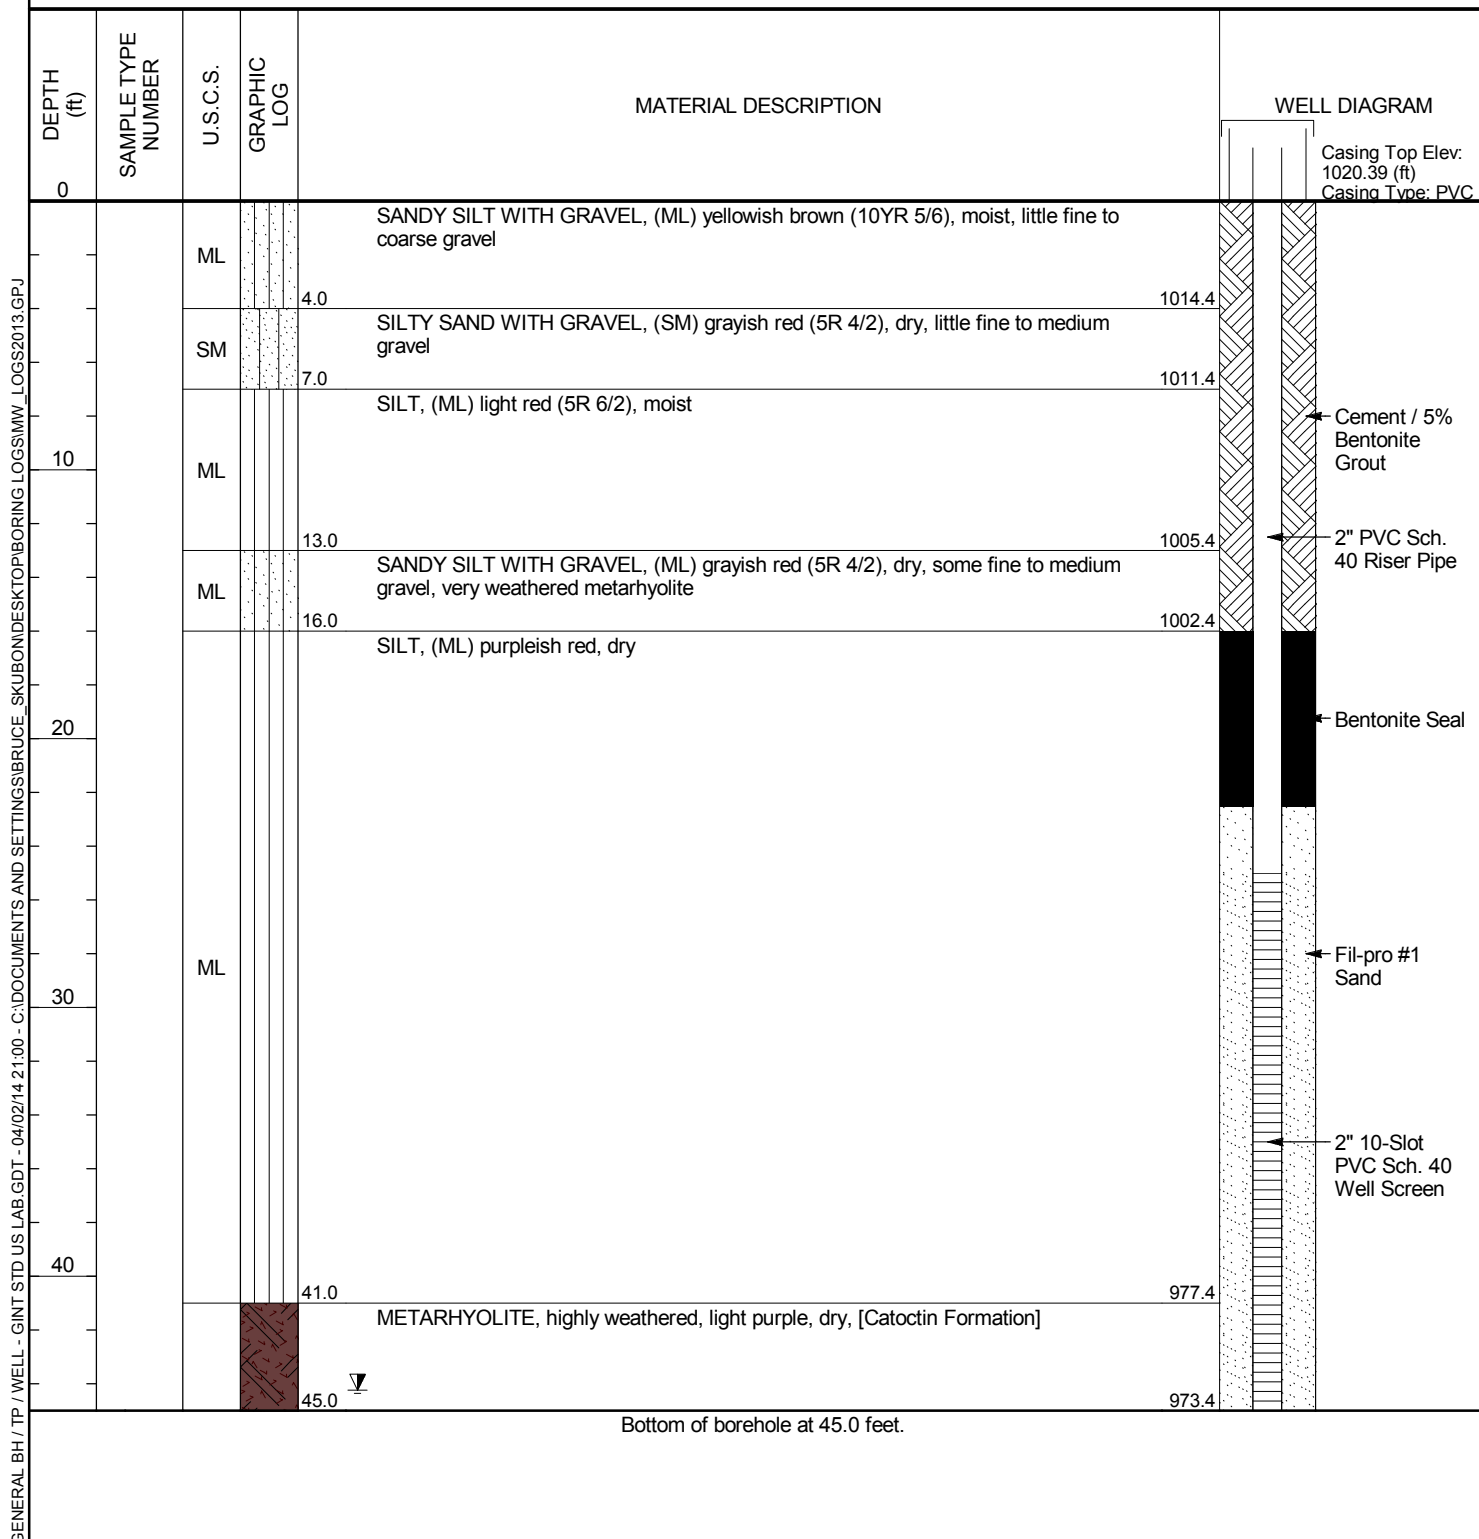 DEPTH
(ft)
SAMPLE TYPE
NUMBER
U.S.C.S.
GRAPHIC
LOG
MATERIAL DESCRIPTION
WELL DIAGRAM
Casing Top Elev:
1020.39 (ft)
Casing Type: PVC
0
SANDY SILT WITH GRAVEL, (ML) yellowish brown (10YR 5/6), moist, little fine to
coarse gravel
ML
4.0
1014.4
SILTY SAND WITH GRAVEL, (SM) grayish red (5R 4/2), dry, little fine to medium
gravel
SM
7.0
1011.4
SILT, (ML) light red (5R 6/2), moist
Cement / 5%
Bentonite
Grout
10
ML
13.0
1005.4
2" PVC Sch.
40 Riser Pipe
SANDY SILT WITH GRAVEL, (ML) grayish red (5R 4/2), dry, some fine to medium
gravel, very weathered metarhyolite
ML
16.0
1002.4
SILT, (ML) purpleish red, dry
20
Bentonite Seal
ML
Fil-pro #1
Sand
30
2" 10-Slot
PVC Sch. 40
Well Screen
40
41.0
977.4
METARHYOLITE, highly weathered, light purple, dry, [Catoctin Formation]
45.0
973.4
Bottom of borehole at 45.0 feet.
GENERAL BH / TP / WELL - GINT STD US LAB.GDT - 04/02/14 21:00 - C:\DOCUMENTS AND SETTINGS\BRUCE_SKUBON\DESKTOP\BORING LOGS\MW_LOGS2013.GPJ